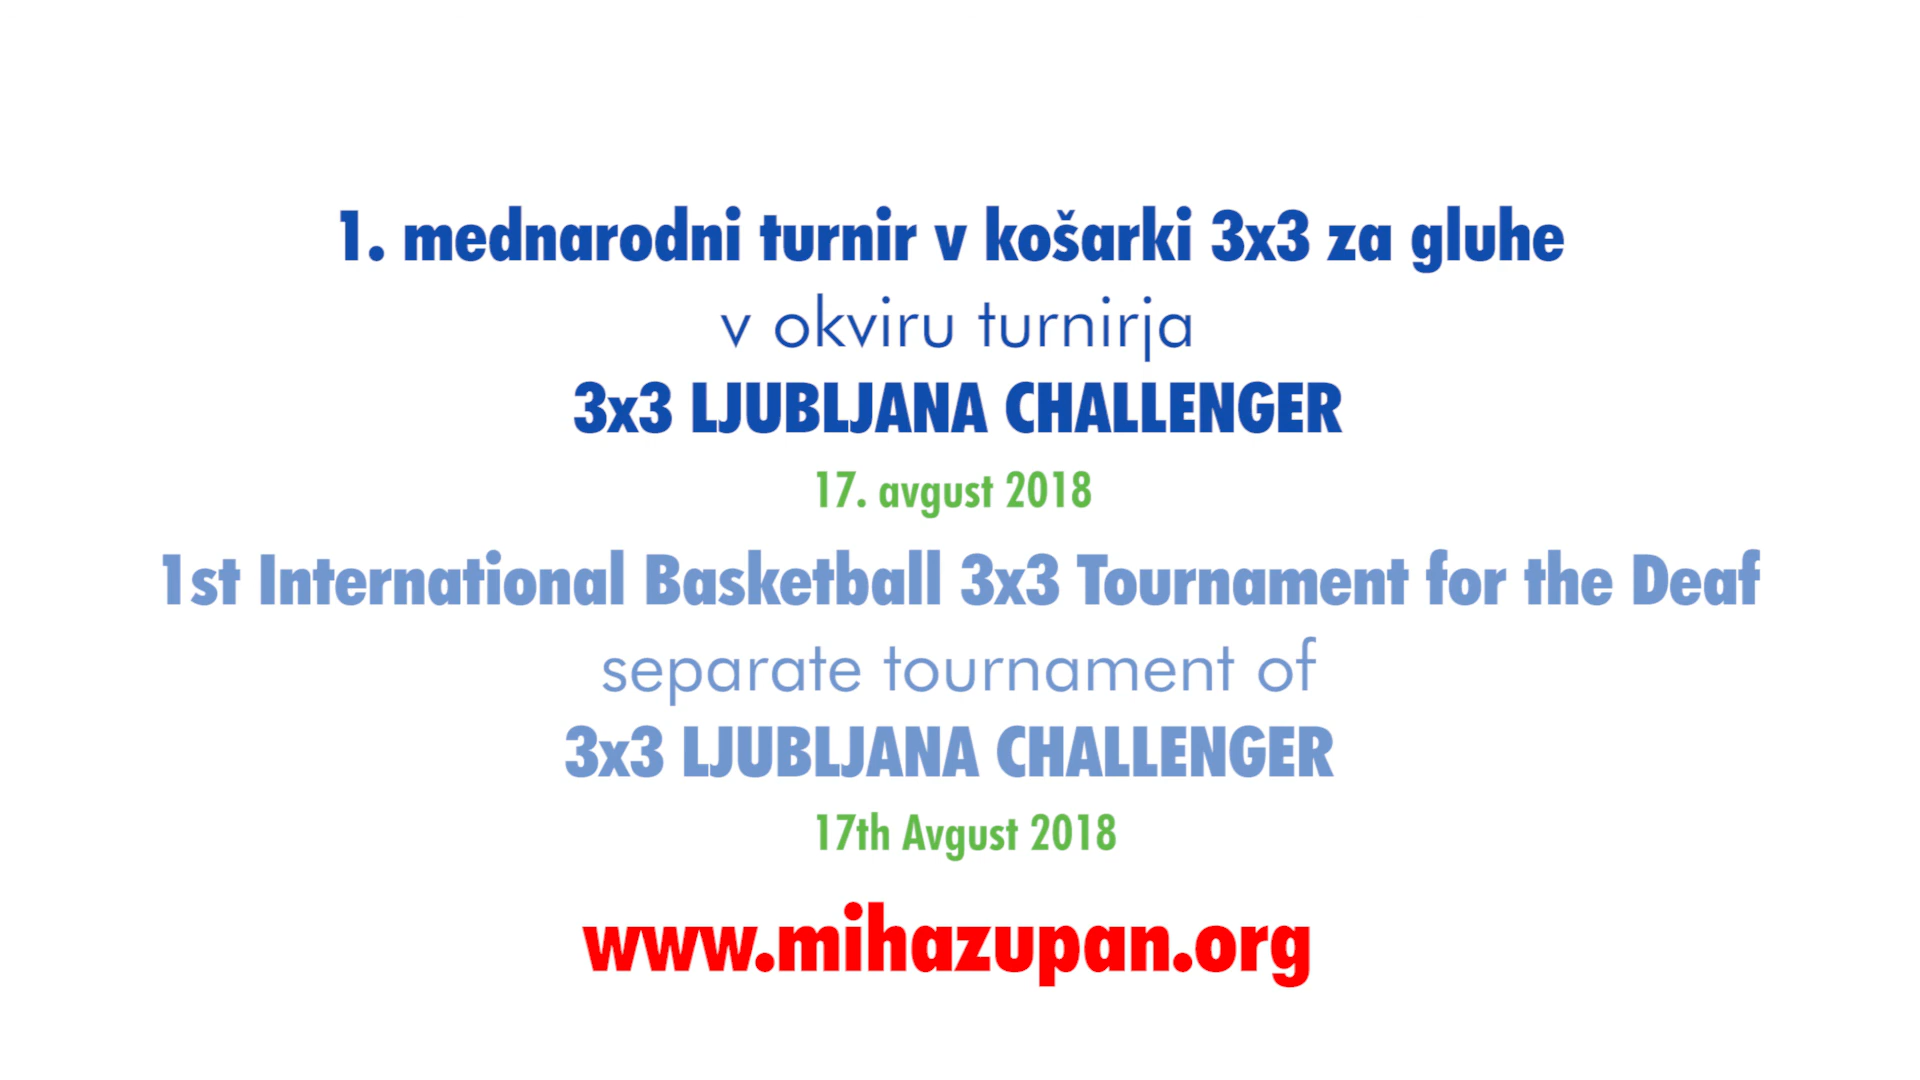 1. mednarodni turnir v košarki 3x3 za gluhe
v okviru turnirja
3x3 LJUBLJANA CHALLENGER
17. avgust 2018
1st International Basketball 3x3 Tournament for the Deaf
separate tournament of
3x3 LJUBLJANA CHALLENGER
17th Avgust 2018
www.mihazupan.org